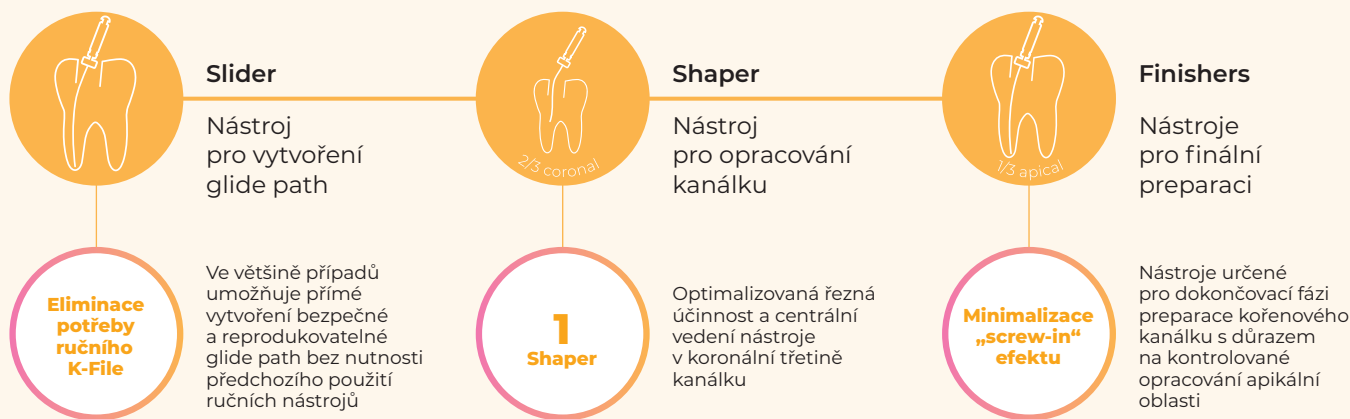 Slider
Nástroj
pro vytvoření
glide path
2/3 coronal
Shaper
Nástroj
pro opracování
kanálku
1/3 apical
Finishers
Nástroje
pro finální
preparaci
Eliminace
potřeby
ručního
K-File
Ve většině případů
umožňuje přímé
vytvoření bezpečné
a reprodukovatelné
glide path bez nutnosti
předchozího použití
ručních nástrojů
1
Shaper
Optimalizovaná řezná
účinnost a centrální
vedení nástroje
v koronální třetině
kanálku
Minimalizace
„screw-in“
efektu
Nástroje určené
pro dokončovací fázi
preparace kořenového
kanálku s důrazem
na kontrolované
opracování apikální
oblasti